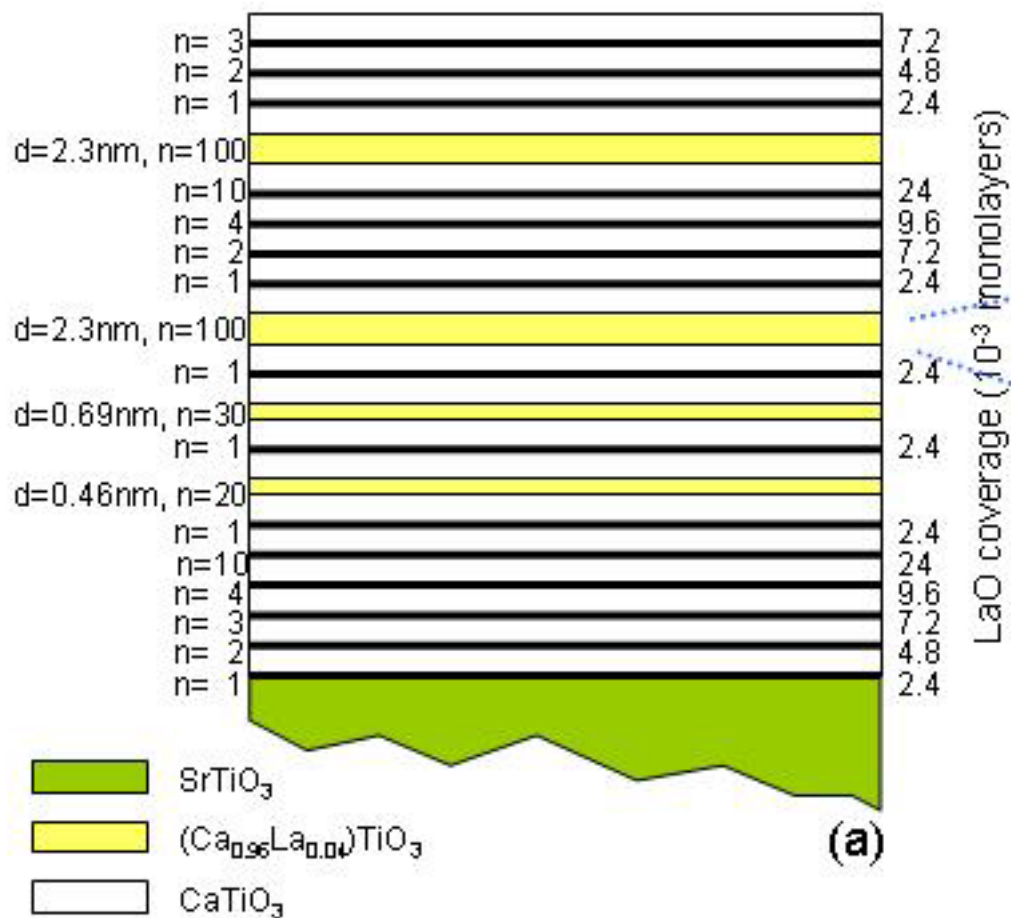 n= 3 7.2
n= 2 4.8
n= 1 2.4
d=2.3nm, n=100
n=10 24
n= 4 9.6
n= 2 7.2
n= 1 2.4
d=2.3nm, n=100
n= 1 2.4
d=0.69nm, n=30
n= 1 2.4
d=0.46nm, n=20
n= 1 2.4
n=10 24
n= 4 9.6
n= 3 7.2
n= 2 4.8
n= 1 2.4
LaO coverage (10⁻³ monolayers)
SrTiO₃
(Ca₀.₉₆La₀.₀₄)TiO₃
CaTiO₃
(a)